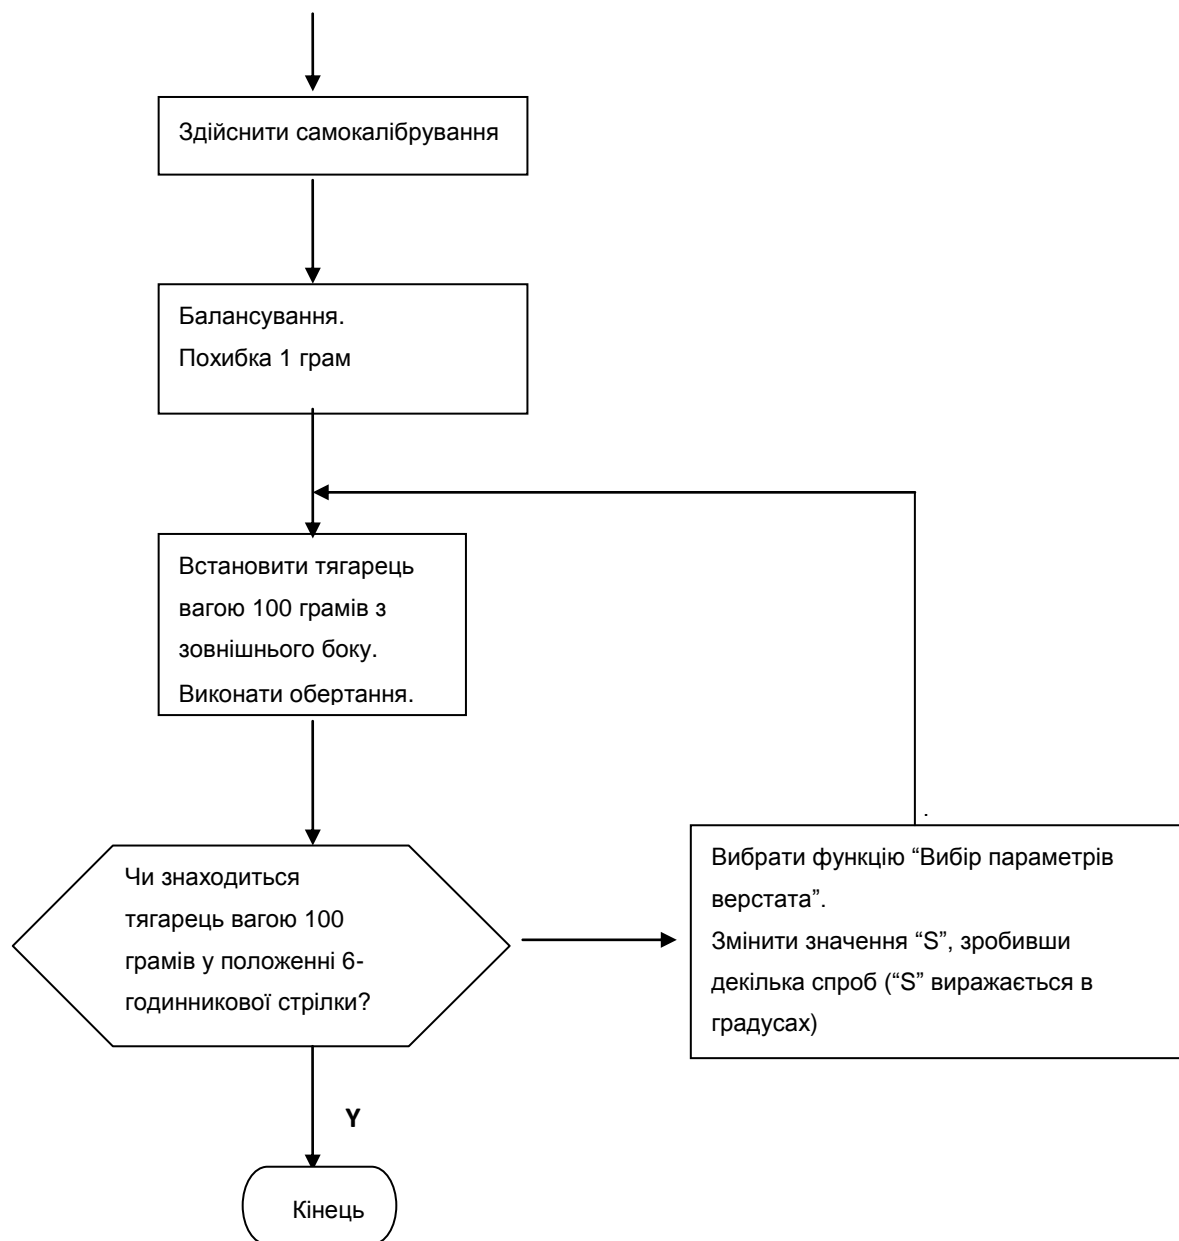 Здійснити самокалібрування
Балансування.
Похибка 1 грам
Встановити тягарець
вагою 100 грамів з
зовнішнього боку.
Виконати обертання.
Чи знаходиться
тягарець вагою 100
грамів у положенні 6-
годинникової стрілки?
Вибрати функцію “Вибір параметрів
верстата”.
Змінити значення “S”, зробивши
декілька спроб (“S” виражається в
градусах)
Y
Кінець